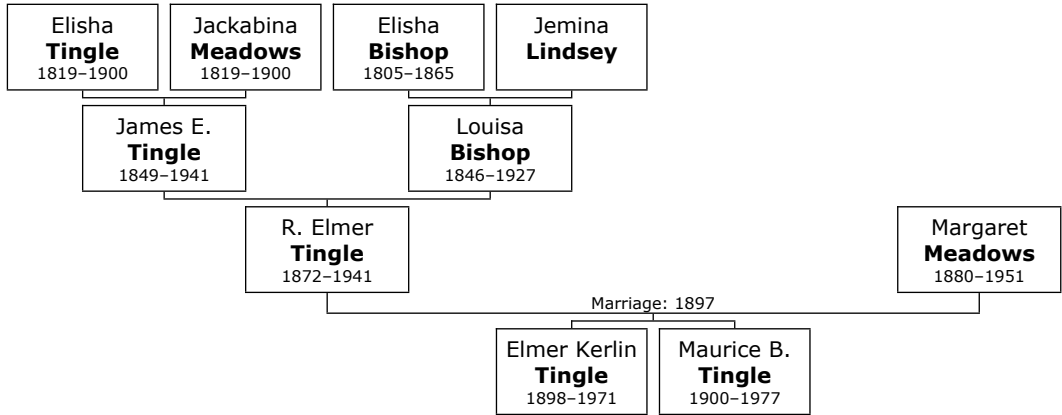 Elisha
Tingle
1819–1900
Jackabina
Meadows
1819–1900
Elisha
Bishop
1805–1865
Jemina
Lindsey
James E.
Tingle
1849–1941
Louisa
Bishop
1846–1927
R. Elmer
Tingle
1872–1941
Margaret
Meadows
1880–1951
Marriage: 1897
Elmer Kerlin
Tingle
1898–1971
Maurice B.
Tingle
1900–1977